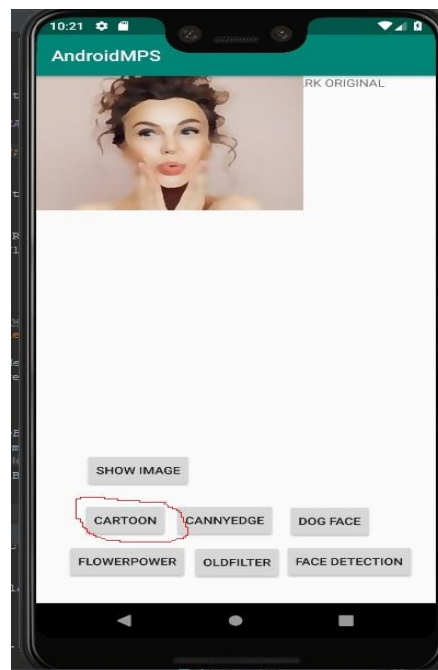 10:21
AndroidMPS
RK ORIGINAL
SHOW IMAGE
CARTOON CANNYEDGE DOG FACE
FLOWERPOWER OLDFILTER FACE DETECTION